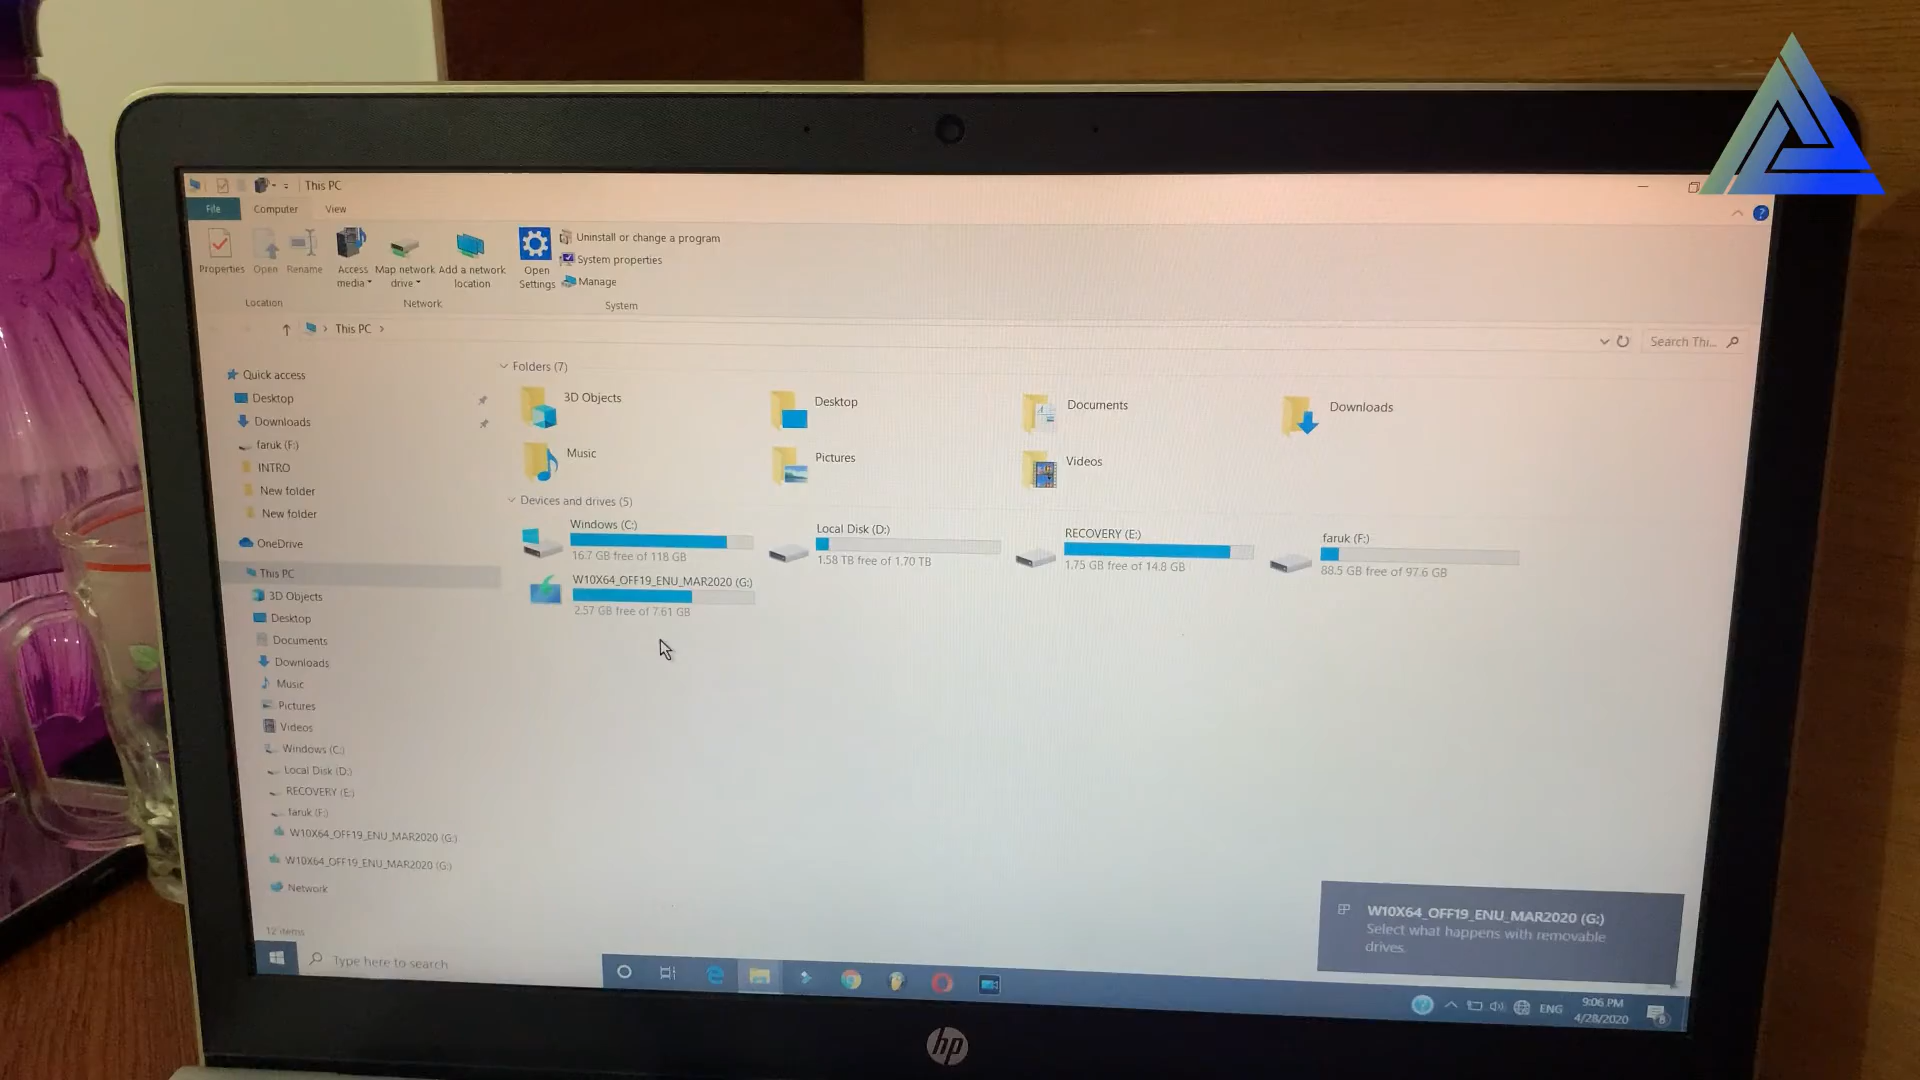 This PC
File
Computer
View
Properties
Open
Rename
Access
media
Map network
drive
Add a network
location
Open
Settings
Uninstall or change a program
System properties
Manage
Location
Network
System
This PC
Search Thi...
Quick access
Desktop
Downloads
faruk (F:)
INTRO
New folder
New folder
OneDrive
This PC
3D Objects
Desktop
Documents
Downloads
Music
Pictures
Videos
Windows (C:)
Local Disk (D:)
RECOVERY (E:)
faruk (F:)
W10X64_OFF19_ENU_MAR2020 (G:)
W10X64_OFF19_ENU_MAR2020 (G:)
Network
12 items
Folders (7)
3D Objects
Desktop
Documents
Downloads
Music
Pictures
Videos
Devices and drives (5)
Windows (C:)
16.7 GB free of 118 GB
Local Disk (D:)
1.58 TB free of 1.70 TB
RECOVERY (E:)
1.75 GB free of 14.8 GB
faruk (F:)
88.5 GB free of 97.6 GB
W10X64_OFF19_ENU_MAR2020 (G:)
2.57 GB free of 7.61 GB
W10X64_OFF19_ENU_MAR2020 (G:)
Select what happens with removable
drives.
Type here to search
ENG
9:06 PM
4/28/2020
8
hp